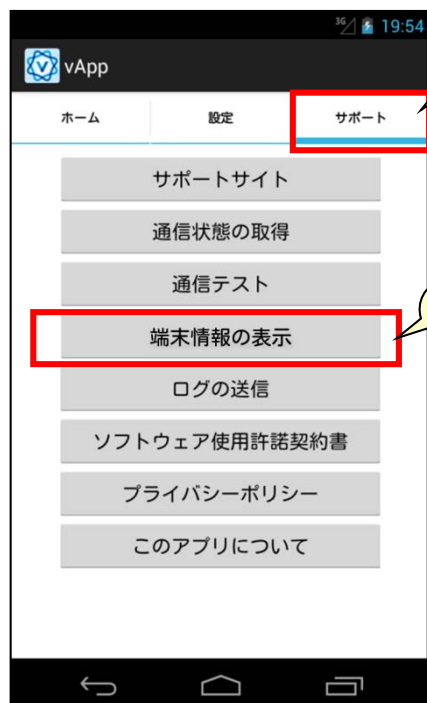 3G 19:54
vApp
ホーム 設定 サポート
サポートサイト
通信状態の取得
通信テスト
端末情報の表示
ログの送信
ソフトウェア使用許諾契約書
プライバシーポリシー
このアプリについて